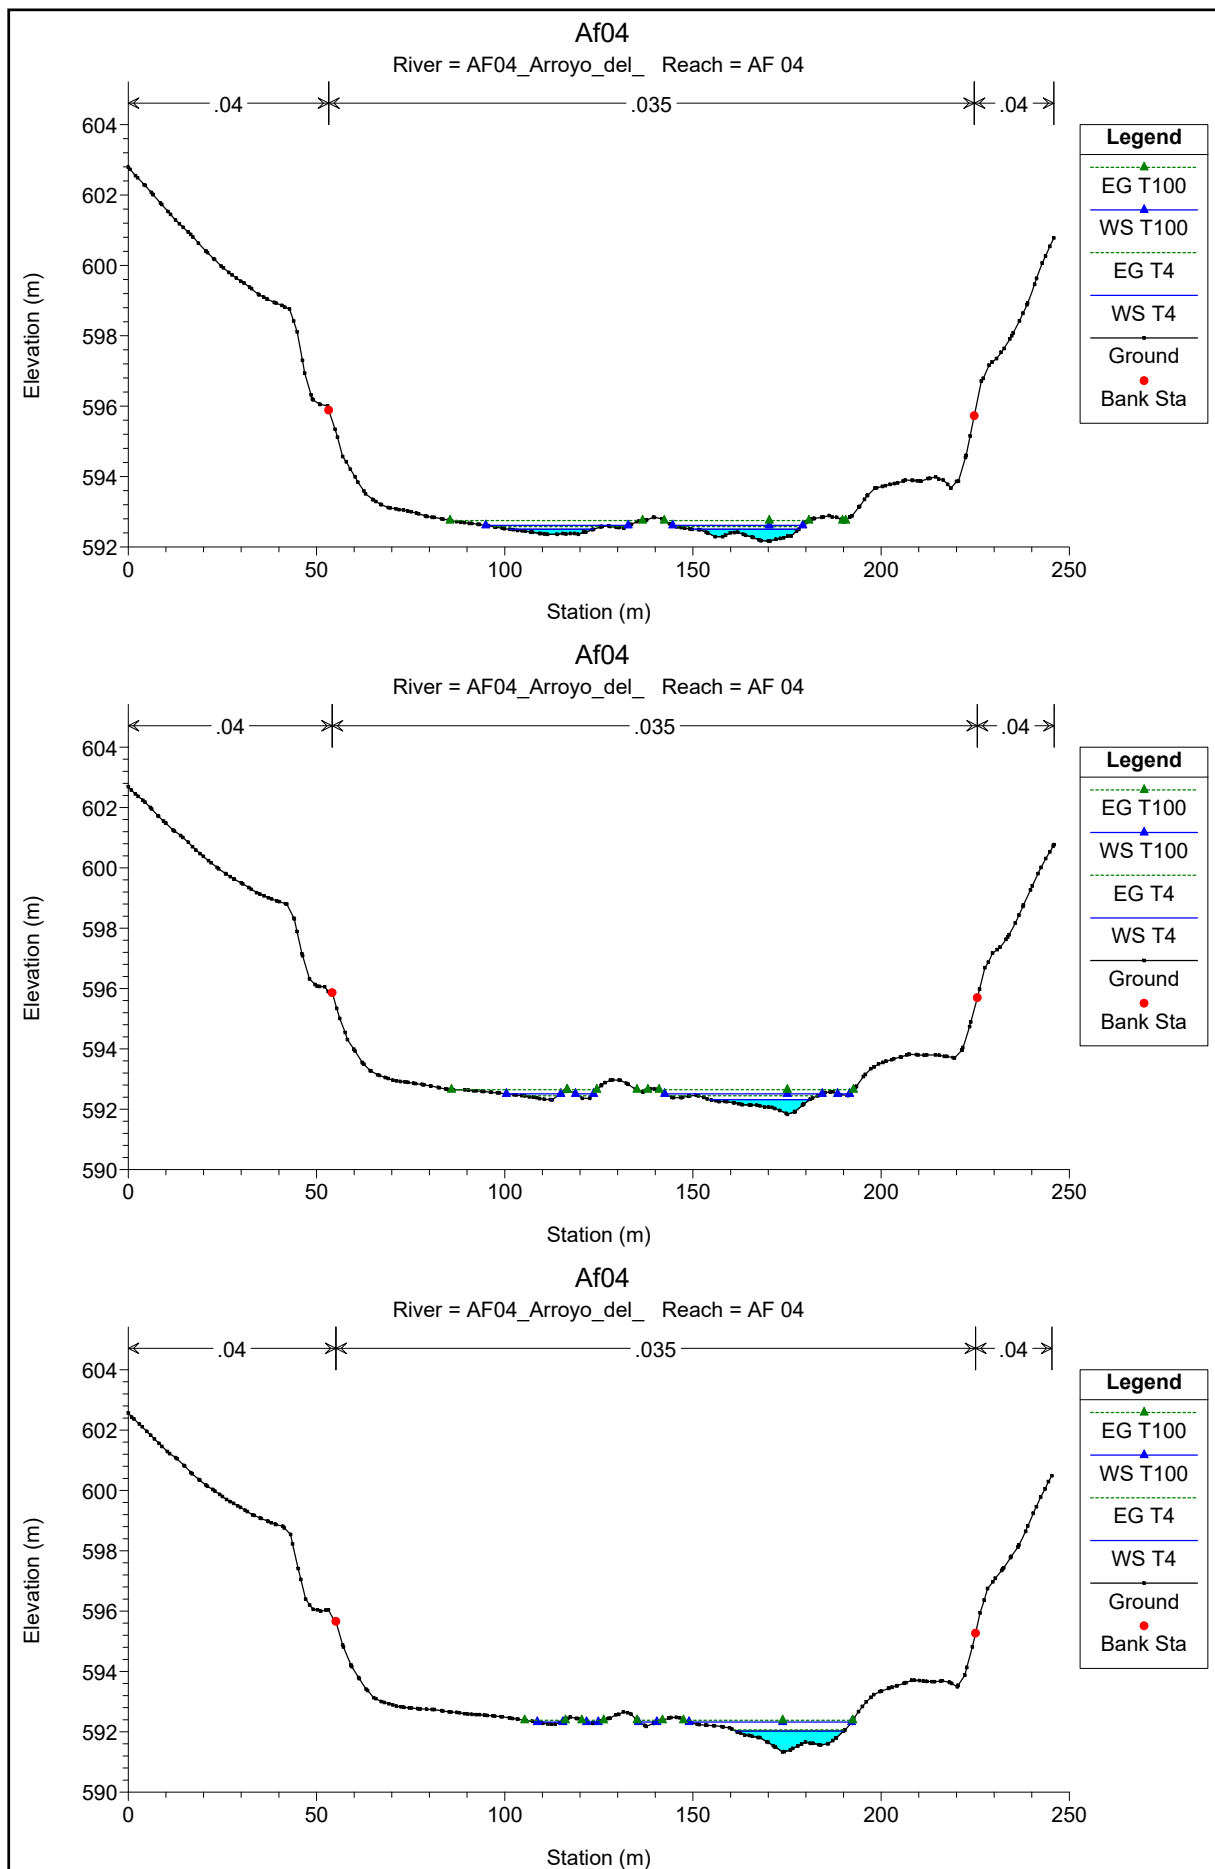 Af04
River = AF04_Arroyo_del_ Reach = AF 04
.04 .035 .04
604
602
600
598
596
594
592
0 50 100 150 200 250
Elevation (m)
Station (m)
Legend
EG T100
WS T100
EG T4
WS T4
Ground
Bank Sta
Af04
River = AF04_Arroyo_del_ Reach = AF 04
.04 .035 .04
604
602
600
598
596
594
592
590
0 50 100 150 200 250
Elevation (m)
Station (m)
Legend
EG T100
WS T100
EG T4
WS T4
Ground
Bank Sta
Af04
River = AF04_Arroyo_del_ Reach = AF 04
.04 .035 .04
604
602
600
598
596
594
592
590
0 50 100 150 200 250
Elevation (m)
Station (m)
Legend
EG T100
WS T100
EG T4
WS T4
Ground
Bank Sta